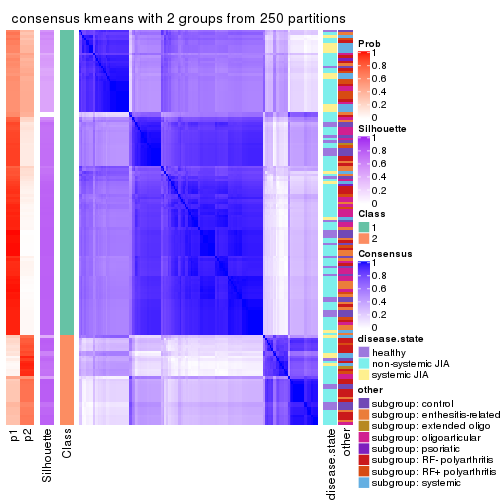 consensus kmeans with 2 groups from 250 partitions
Prob
1
0.8
0.6
0.4
0.2
0
Silhouette
1
0.8
0.6
0.4
0.2
0
Class
1
2
Consensus
1
0.8
0.6
0.4
0.2
0
disease.state
healthy
non-systemic JIA
systemic JIA
other
subgroup: control
subgroup: enthesitis-related
subgroup: extended oligo
subgroup: oligoarticular
subgroup: psoriatic
subgroup: RF- polyarthritis
subgroup: RF+ polyarthritis
subgroup: systemic
p1
p2
Silhouette
Class
disease.state
other